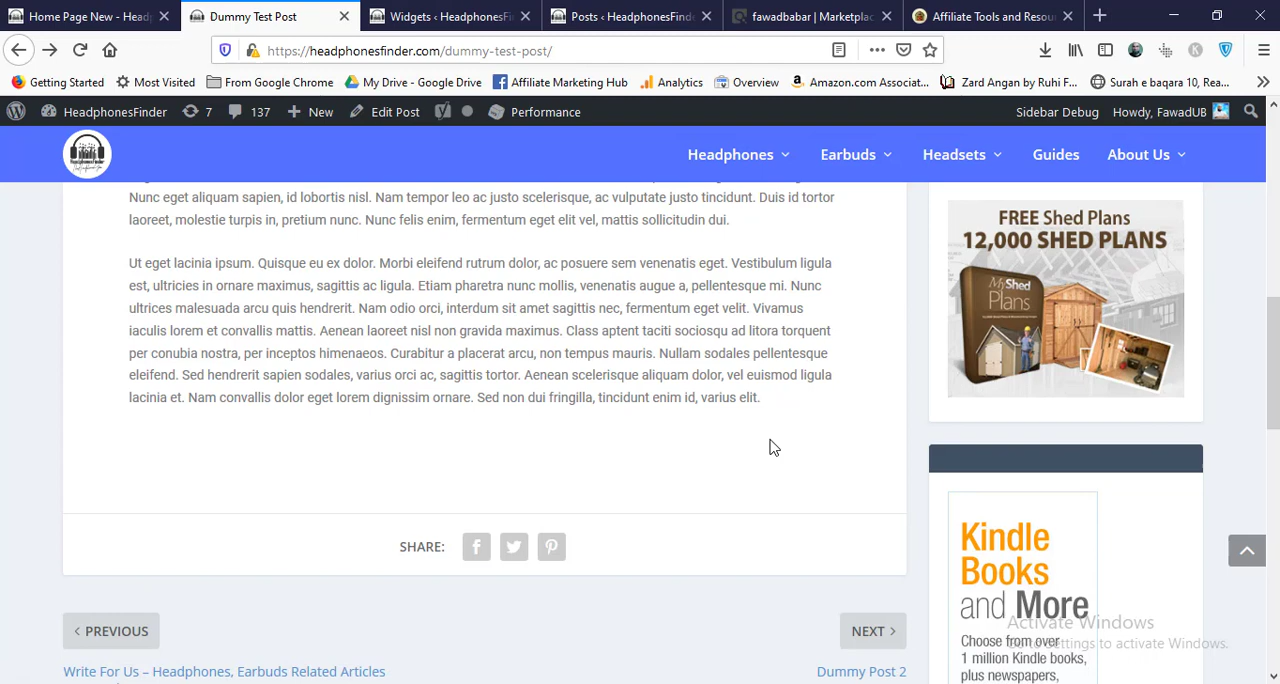 Home Page New - Head
Dummy Test Post
Widgets ‹ HeadphonesFi
Posts ‹ HeadphonesFind
fawadbabar | Marketplac
Affiliate Tools and Resou
https://headphonesfinder.com/dummy-test-post/
Getting Started
Most Visited
From Google Chrome
My Drive - Google Drive
Affiliate Marketing Hub
Analytics
Overview
Amazon.com Associat...
Zard Angan by Ruhi F...
Surah e baqara 10, Rea...
HeadphonesFinder
7
137
New
Edit Post
Performance
Sidebar Debug
Howdy, FawadUB
Headphones
Earbuds
Headsets
Guides
About Us
Nunc eget aliquam sapien, id lobortis nisl. Nam tempor leo ac justo scelerisque, ac vulputate justo tincidunt. Duis id tortor
laoreet, molestie turpis in, pretium nunc. Nunc felis enim, fermentum eget elit vel, mattis sollicitudin dui.
Ut eget lacinia ipsum. Quisque eu ex dolor. Morbi eleifend rutrum dolor, ac posuere sem venenatis eget. Vestibulum ligula
est, ultricies in ornare maximus, sagittis ac ligula. Etiam pharetra nunc mollis, venenatis augue a, pellentesque mi. Nunc
ultrices malesuada arcu quis hendrerit. Nam odio orci, interdum sit amet sagittis nec, fermentum eget velit. Vivamus
iaculis lorem et convallis mattis. Aenean laoreet nisl non gravida maximus. Class aptent taciti sociosqu ad litora torquent
per conubia nostra, per inceptos himenaeos. Curabitur a placerat arcu, non tempus mauris. Nullam sodales pellentesque
eleifend. Sed hendrerit sapien sodales, varius orci ac, sagittis tortor. Aenean scelerisque aliquam dolor, vel euismod ligula
lacinia et. Nam convallis dolor eget lorem dignissim ornare. Sed non dui fringilla, tincidunt enim id, varius elit.
SHARE:
PREVIOUS
NEXT
Write For Us – Headphones, Earbuds Related Articles
Dummy Post 2
FREE Shed Plans
12,000 SHED PLANS
MyShed
Plans
Kindle
Books
and More
Choose from over
1 million Kindle books,
plus newspapers,
Activate Windows
Go to Settings to activate Windows.